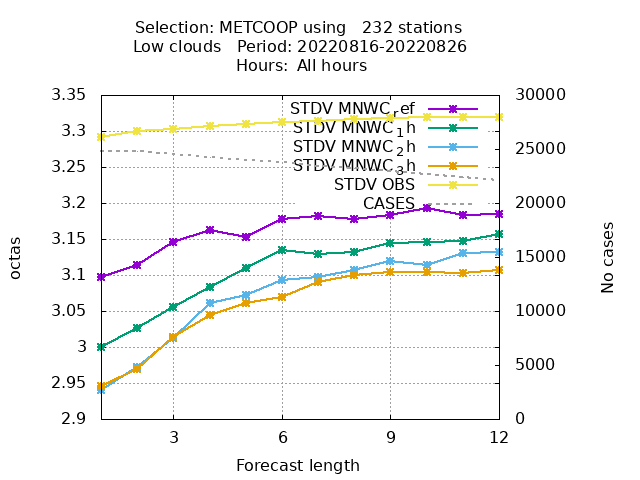 Selection: METCOOP using   232 stations
Low clouds   Period: 20220816-20220826
Hours:  All hours
3.35
3.3
3.25
3.2
3.15
3.1
3.05
3
2.95
2.9
30000
25000
20000
15000
10000
5000
0
STDV MNWC_ref
STDV MNWC_1h
STDV MNWC_2h
STDV MNWC_3h
STDV OBS
CASES
octas
No cases
3 6 9 12
Forecast length